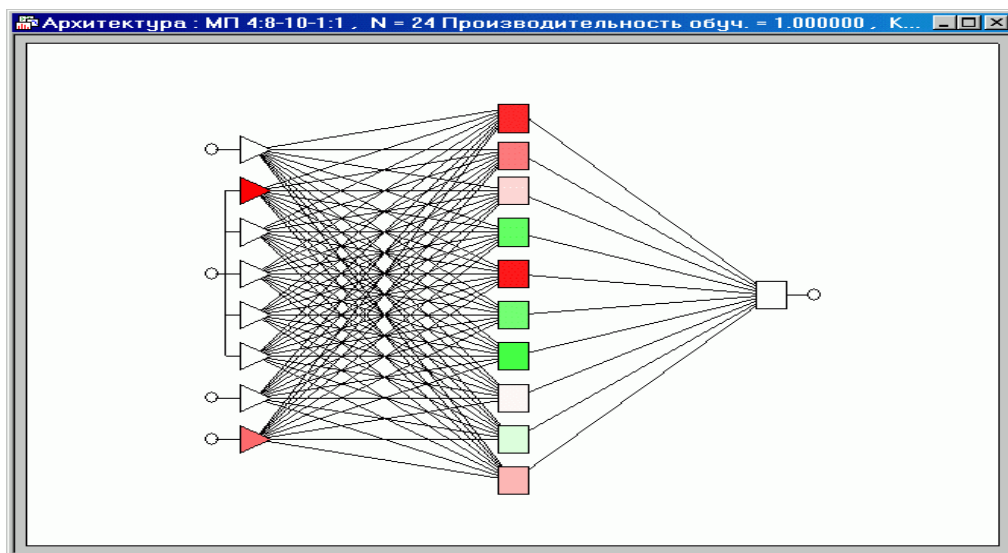 Архитектура : МП 4:8-10-1:1 , N = 24 Производительность обуч. = 1.000000 , К...